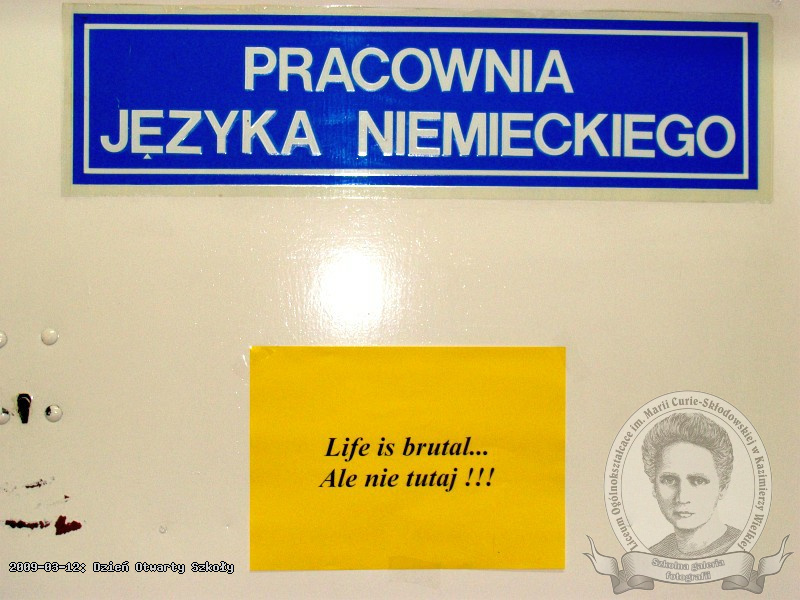 PRACOWNIA
JĘZYKA NIEMIECKIEGO
Life is brutal...
Ale nie tutaj !!!
Liceum Ogólnokształcące im. Marii Curie-Skłodowskiej w Kazimierzy Wielkiej
Szkolna galeria
fotografii
2009-03-12: Dzień Otwarty Szkoły